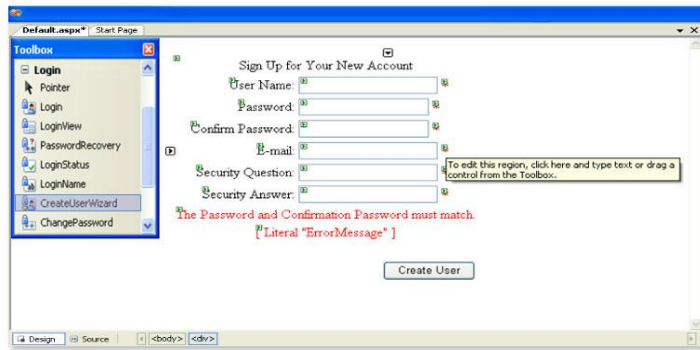 Default.aspx* Start Page
Toolbox
Login
Pointer
Login
LoginView
PasswordRecovery
LoginStatus
LoginName
CreateUserWizard
ChangePassword
Sign Up for Your New Account
User Name:
Password:
Confirm Password:
E-mail:
Security Question:
Security Answer:
To edit this region, click here and type text or drag a
control from the Toolbox.
The Password and Confirmation Password must match.
[ Literal "ErrorMessage" ]
Create User
Design Source <body> <div>